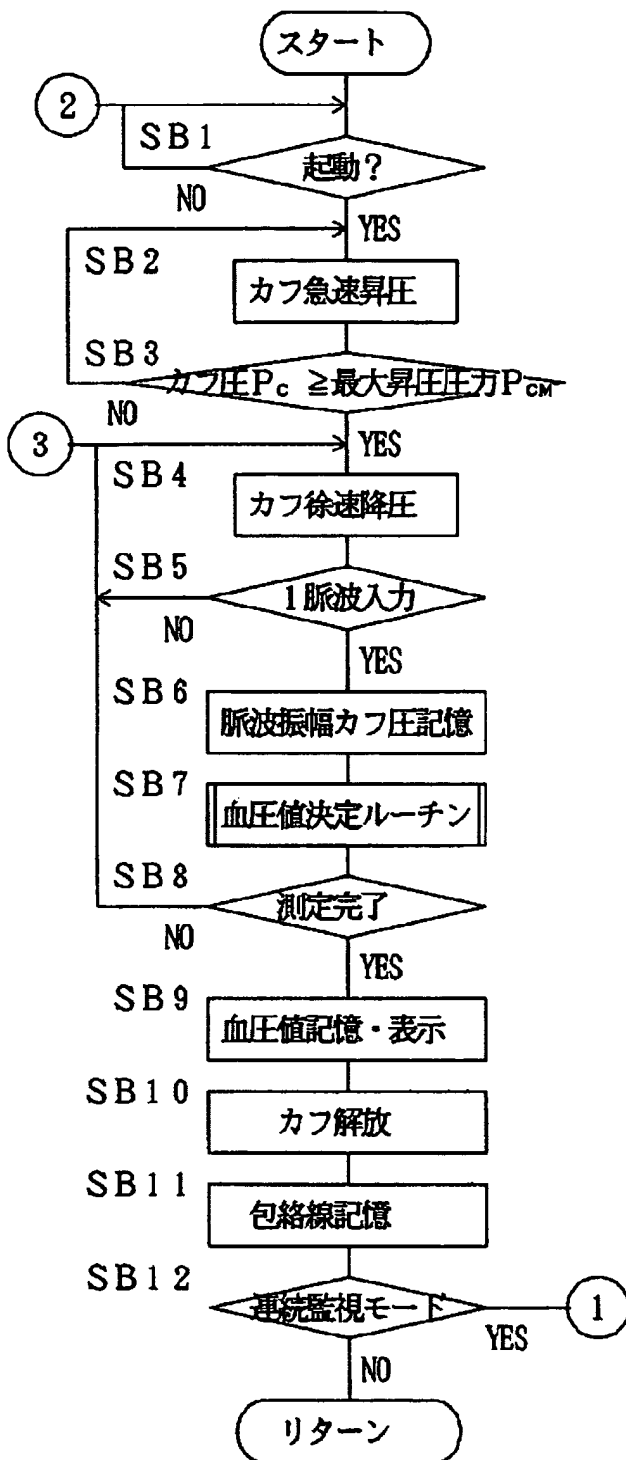 スタート
2
SB1
起動?
NO
YES
SB2
カフ急速昇圧
SB3
カフ圧Pc ≧最大昇圧圧力PCM
NO
YES
3
SB4
カフ徐速降圧
SB5
1脈波入力
NO
YES
SB6
脈波振幅カフ圧記憶
SB7
血圧値決定ルーチン
SB8
測定完了
NO
YES
SB9
血圧値記憶・表示
SB10
カフ解放
SB11
包絡線記憶
SB12
連続監視モード
1
YES
NO
リターン